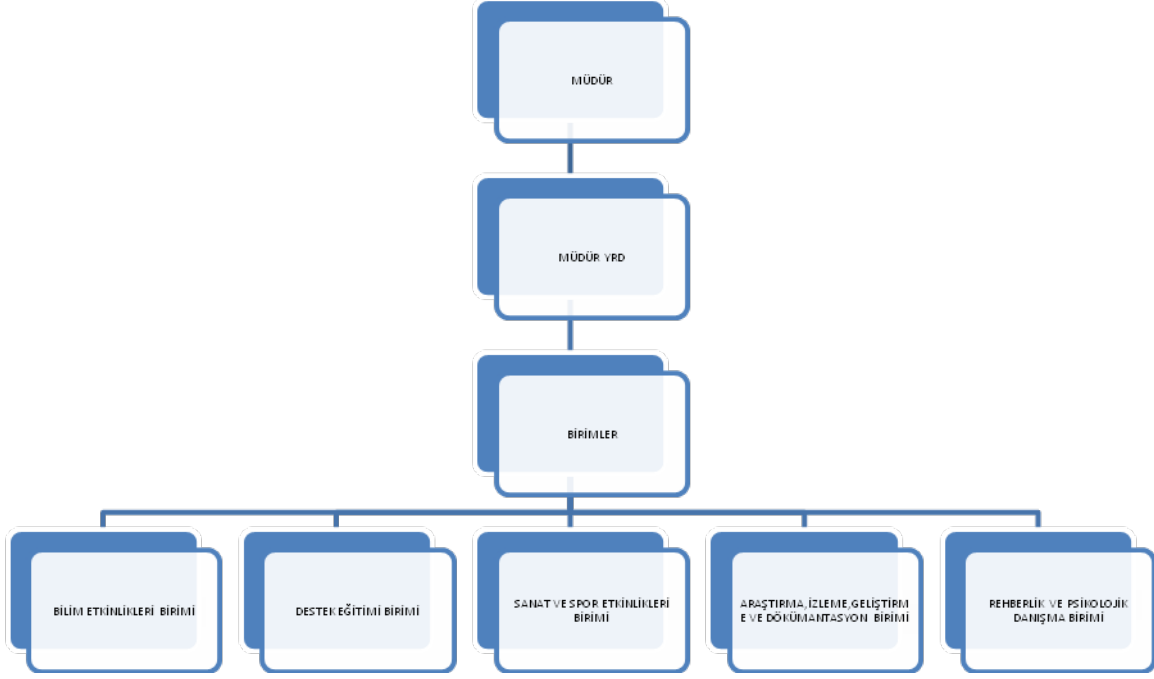 MÜDÜR
MÜDÜR YRD
BİRİMLER
BİLİM ETKİNLİKLERİ BİRİMİ
DESTEK EĞİTİMİ BİRİMİ
SANAT VE SPOR ETKİNLİKLERİ
BİRİMİ
ARAŞTIRMA,İZLEME,GELİŞTİRM
E VE DÖKÜMANTASYON BİRİMİ
REHBERLİK VE PSİKOLOJİK
DANIŞMA BİRİMİ